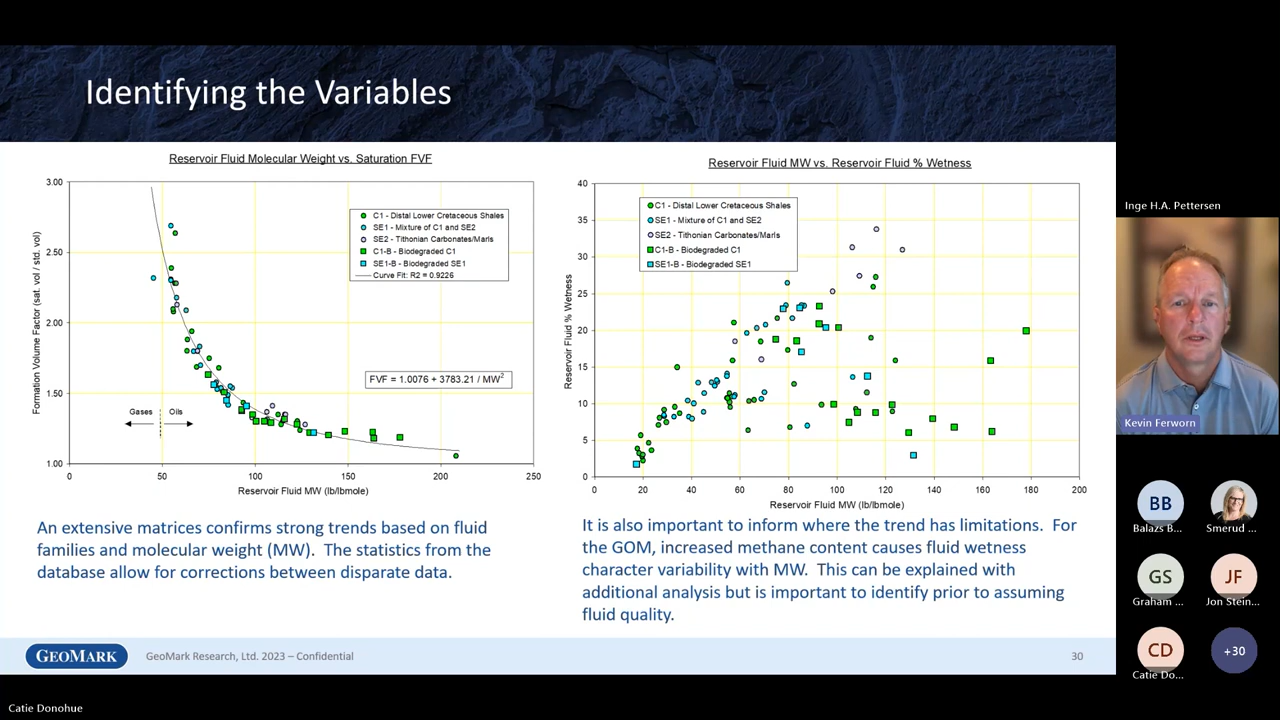 Identifying the Variables
Reservoir Fluid Molecular Weight vs. Saturation FVF
3.00
2.50
2.00
1.50
1.00
Formation Volume Factor (sat. vol / std. vol)
C1 - Distal Lower Cretaceous Shales
SE1 - Mixture of C1 and SE2
SE2 - Tithonian Carbonates/Marls
C1-B - Biodegraded C1
SE1-B - Biodegraded SE1
Curve Fit: R2 = 0.9226
FVF = 1.0076 + 3783.21 / MW²
Gases
Oils
0 50 100 150 200 250
Reservoir Fluid MW (lb/lbmole)
An extensive matrices confirms strong trends based on fluid
families and molecular weight (MW). The statistics from the
database allow for corrections between disparate data.
Reservoir Fluid MW vs. Reservoir Fluid % Wetness
40
35
30
25
20
15
10
5
0
Reservoir Fluid % Wetness
C1 - Distal Lower Cretaceous Shales
SE1 - Mixture of C1 and SE2
SE2 - Tithonian Carbonates/Marls
C1-B - Biodegraded C1
SE1-B - Biodegraded SE1
0 20 40 60 80 100 120 140 160 180 200
Reservoir Fluid MW (lb/lbmole)
It is also important to inform where the trend has limitations. For
the GOM, increased methane content causes fluid wetness
character variability with MW. This can be explained with
additional analysis but is important to identify prior to assuming
fluid quality.
GEOMARK
GeoMark Research, Ltd. 2023 – Confidential
30
Inge H.A. Pettersen
Kevin Ferworn
BB
Balazs B...
Smerud ...
GS
Graham ...
JF
Jon Stein...
CD
Catie Do...
+30
Catie Donohue